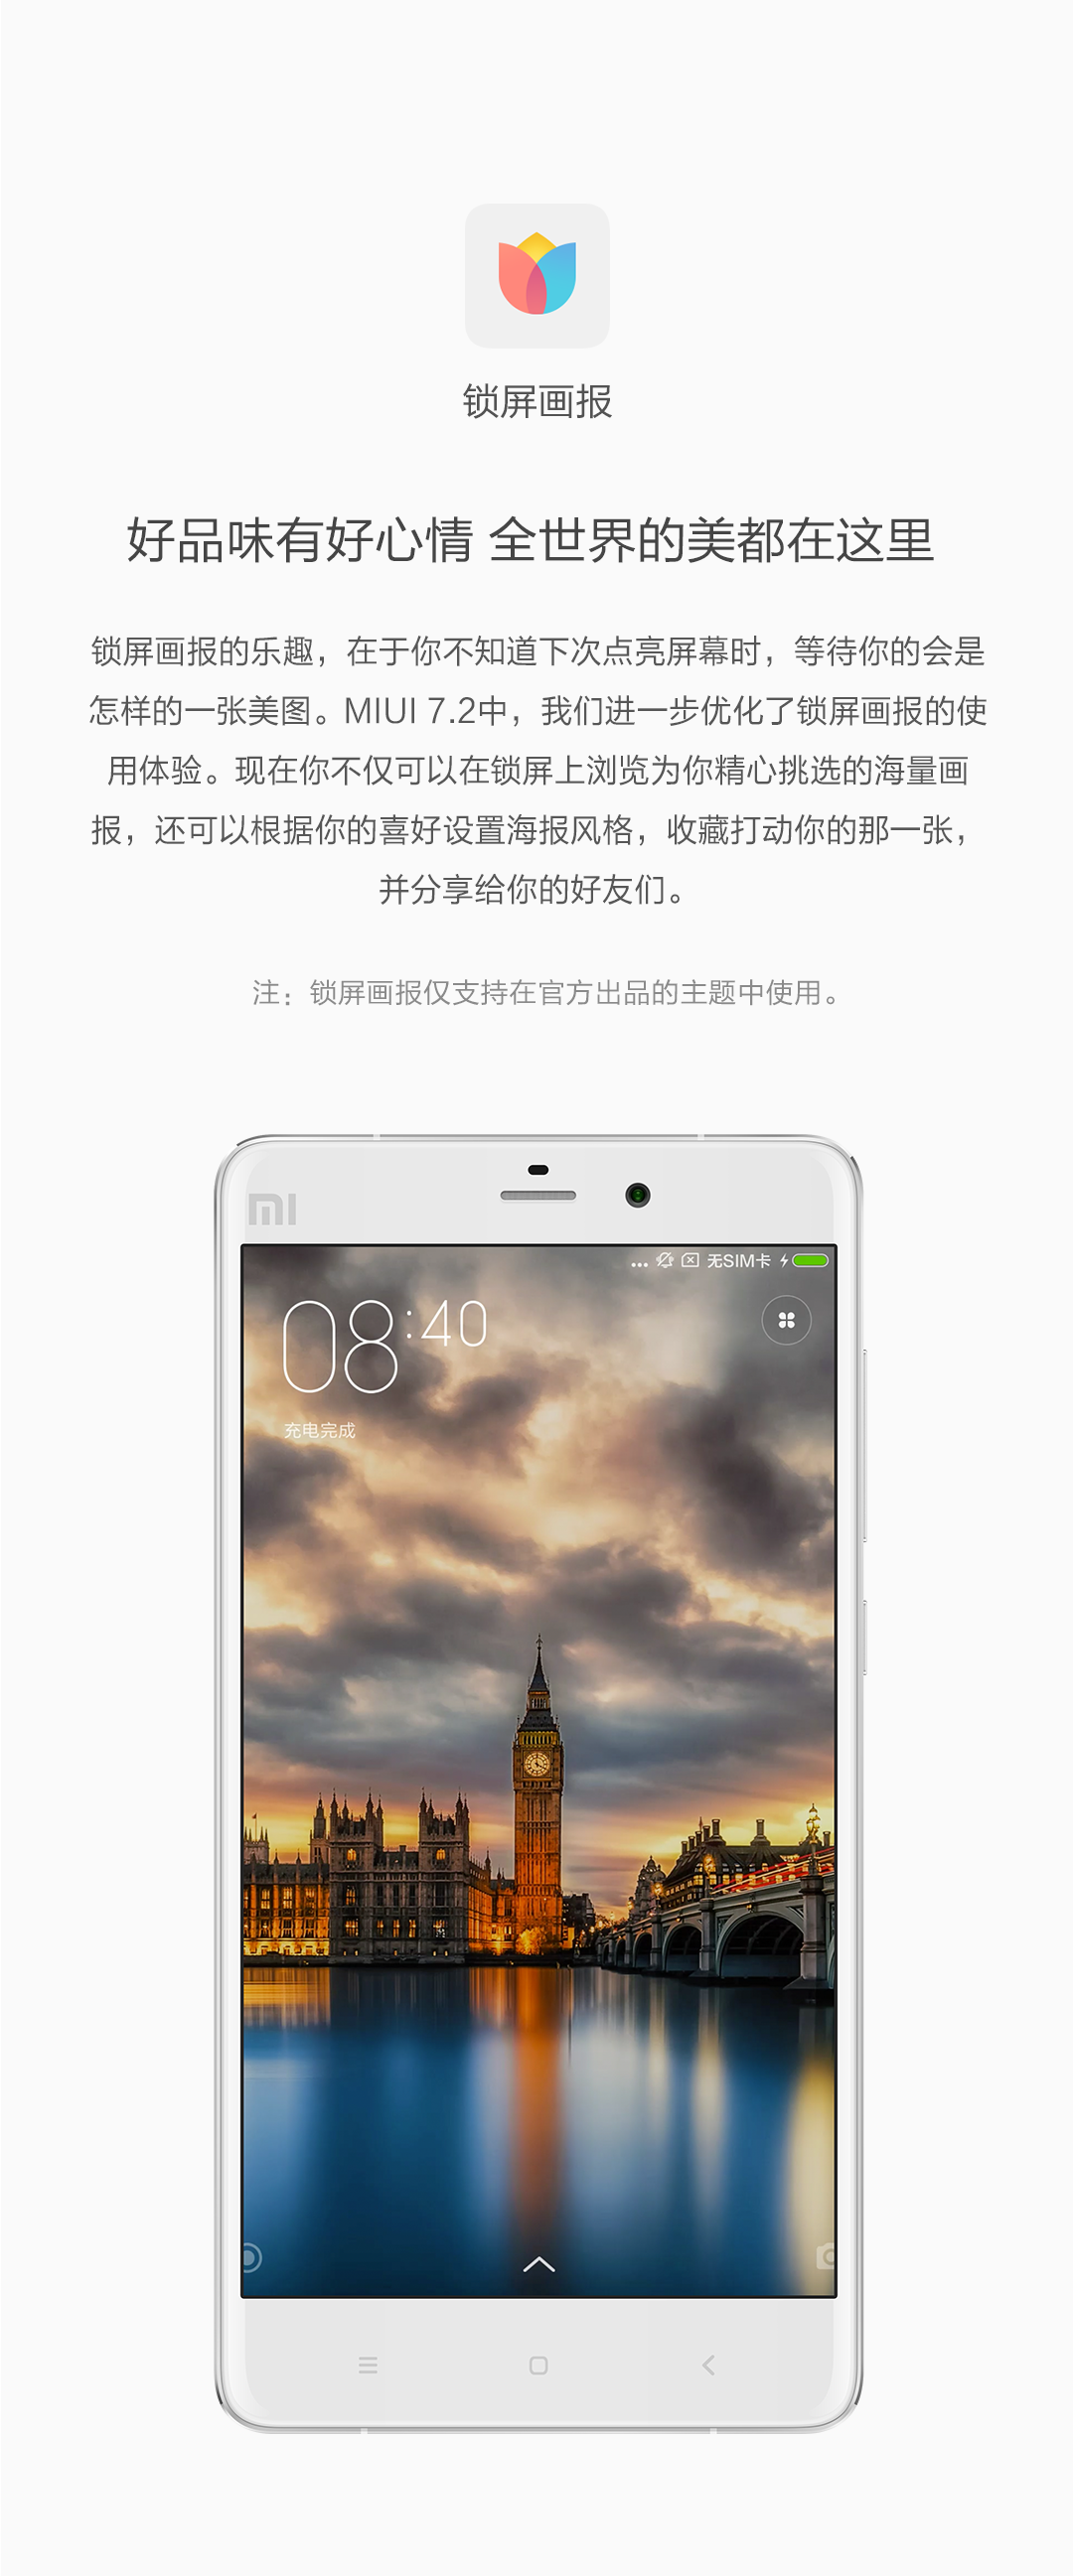 锁屏画报
好品味有好心情 全世界的美都在这里
锁屏画报的乐趣，在于你不知道下次点亮屏幕时，等待你的会是
怎样的一张美图。MIUI 7.2中，我们进一步优化了锁屏画报的使
用体验。现在你不仅可以在锁屏上浏览为你精心挑选的海量画
报，还可以根据你的喜好设置海报风格，收藏打动你的那一张，
并分享给你的好友们。
注：锁屏画报仅支持在官方出品的主题中使用。
MI
无SIM卡
08:40
充电完成